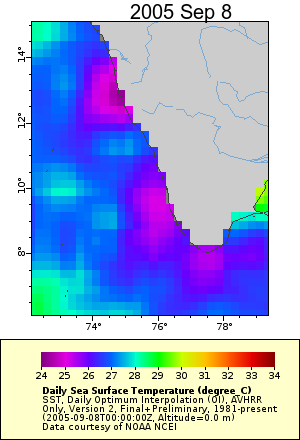 2005 Sep 8
14°
12°
10°
8°
74°
76°
78°
24 25 26 27 28 29 30 31 32 33 34
Daily Sea Surface Temperature (degree_C)
SST, Daily Optimum Interpolation (OI), AVHRR
Only, Version 2, Final+Preliminary, 1981-present
(2005-09-08T00:00:00Z, Altitude=0.0 m)
Data courtesy of NOAA NCEI